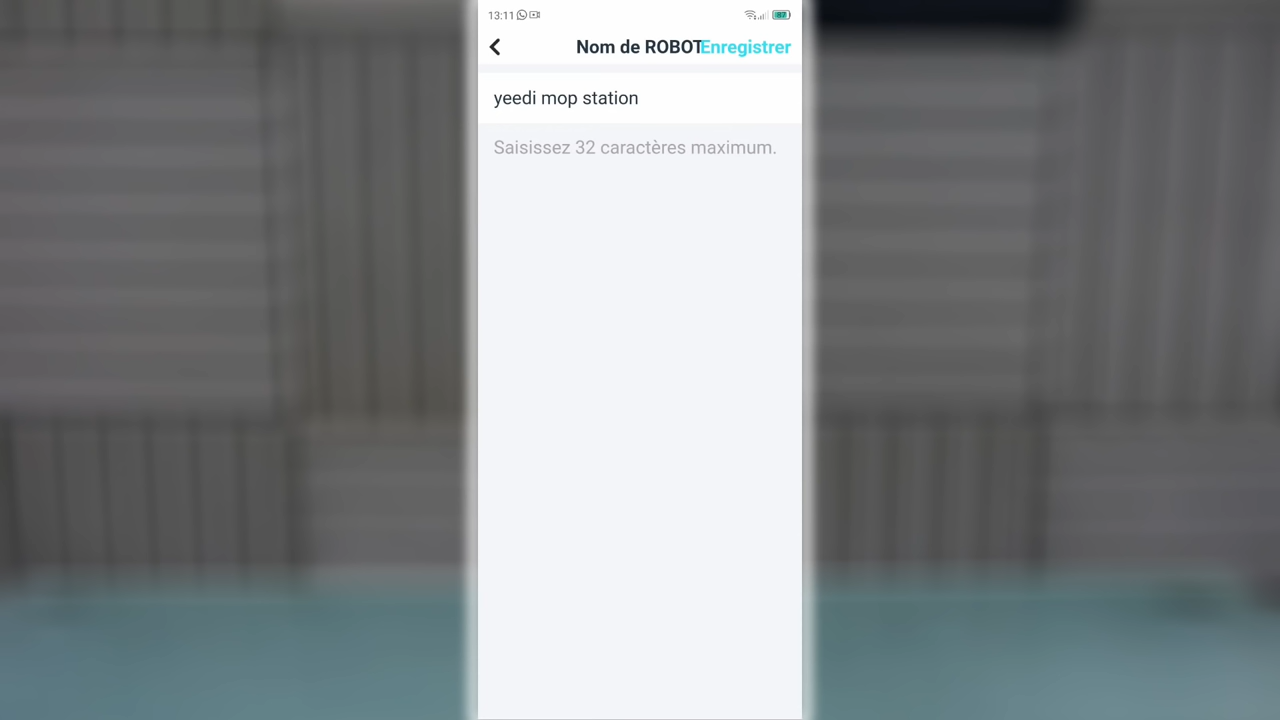 13:11
Nom de ROBOT Enregistrer
yeedi mop station
Saisissez 32 caractères maximum.